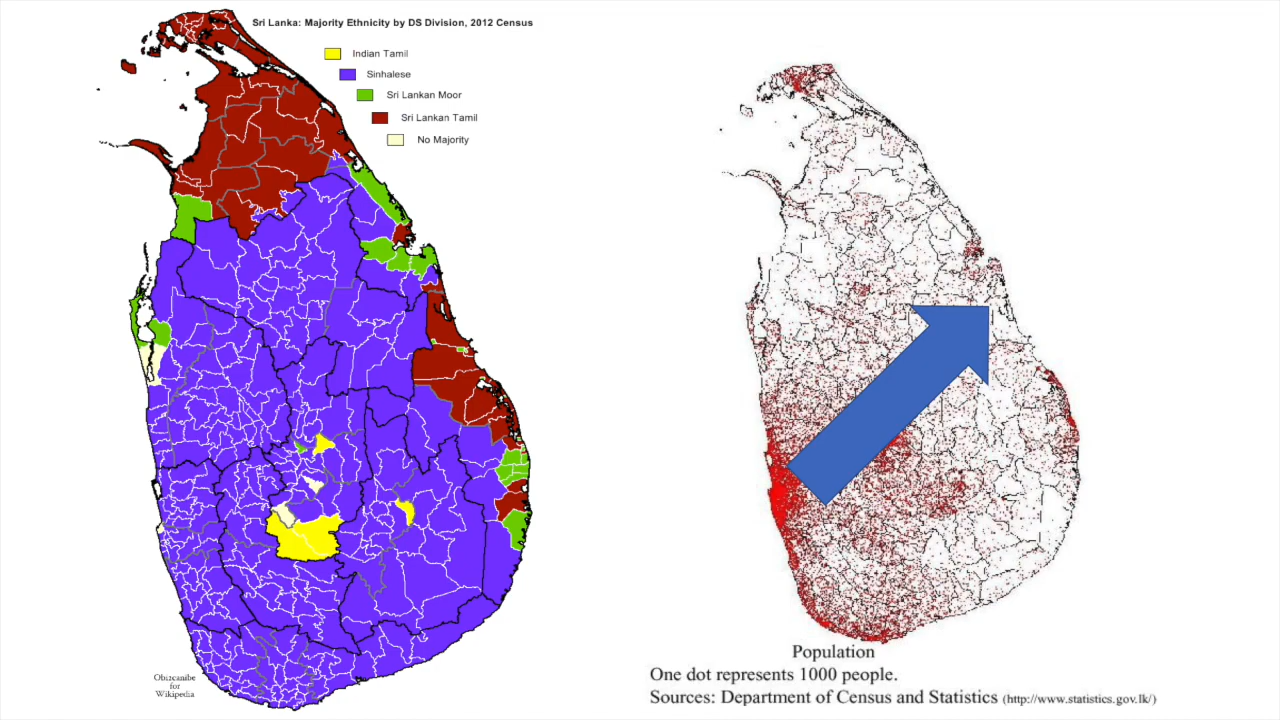 Sri Lanka: Majority Ethnicity by DS Division, 2012 Census
Indian Tamil
Sinhalese
Sri Lankan Moor
Sri Lankan Tamil
No Majority
Obi2canibe
for
Wikipedia
Population
One dot represents 1000 people.
Sources: Department of Census and Statistics (http://www.statistics.gov.lk/)